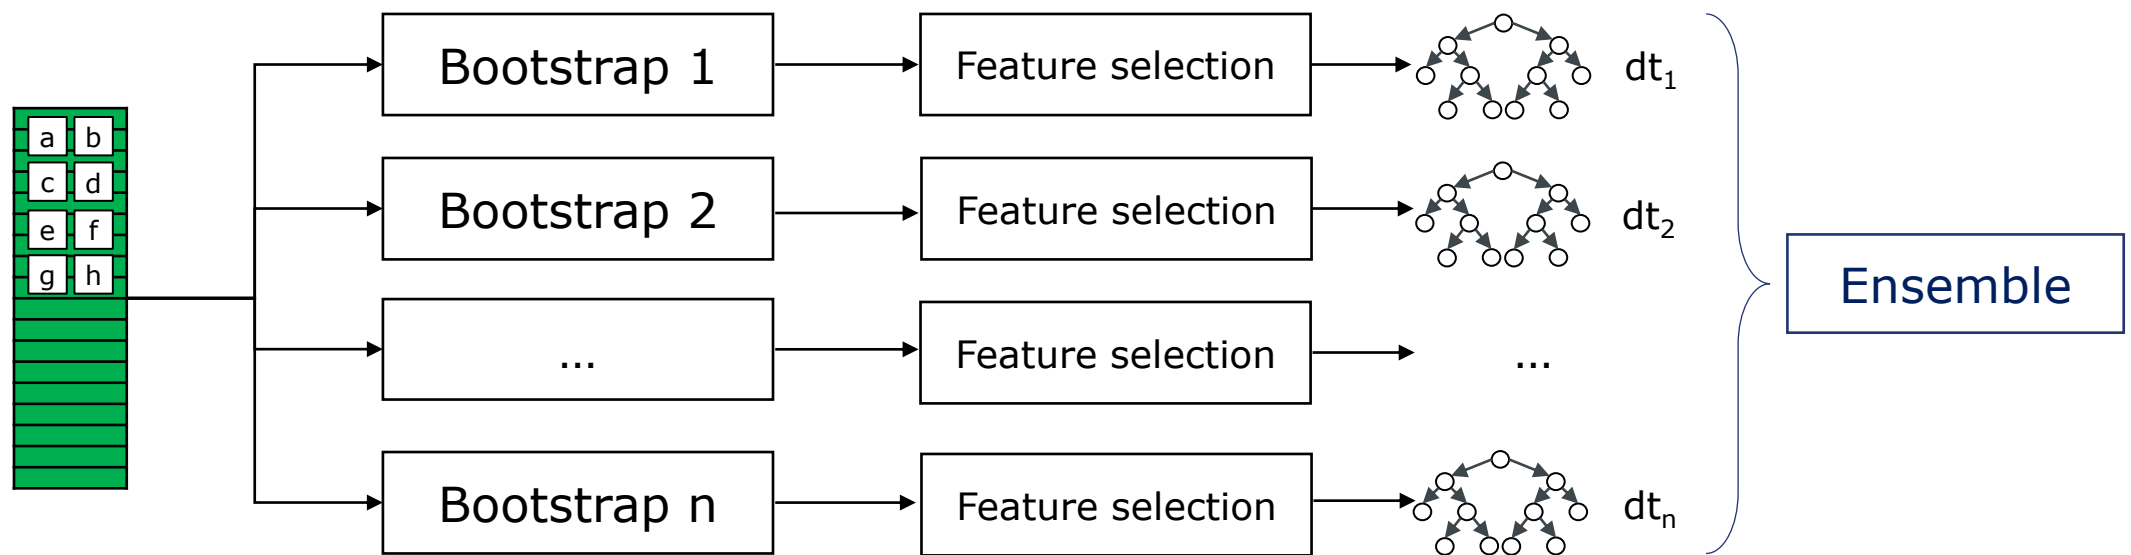 a b
c d
e f
g h
Bootstrap 1
Feature selection
dt1
Bootstrap 2
Feature selection
dt2
...
Feature selection
...
Bootstrap n
Feature selection
dtn
Ensemble